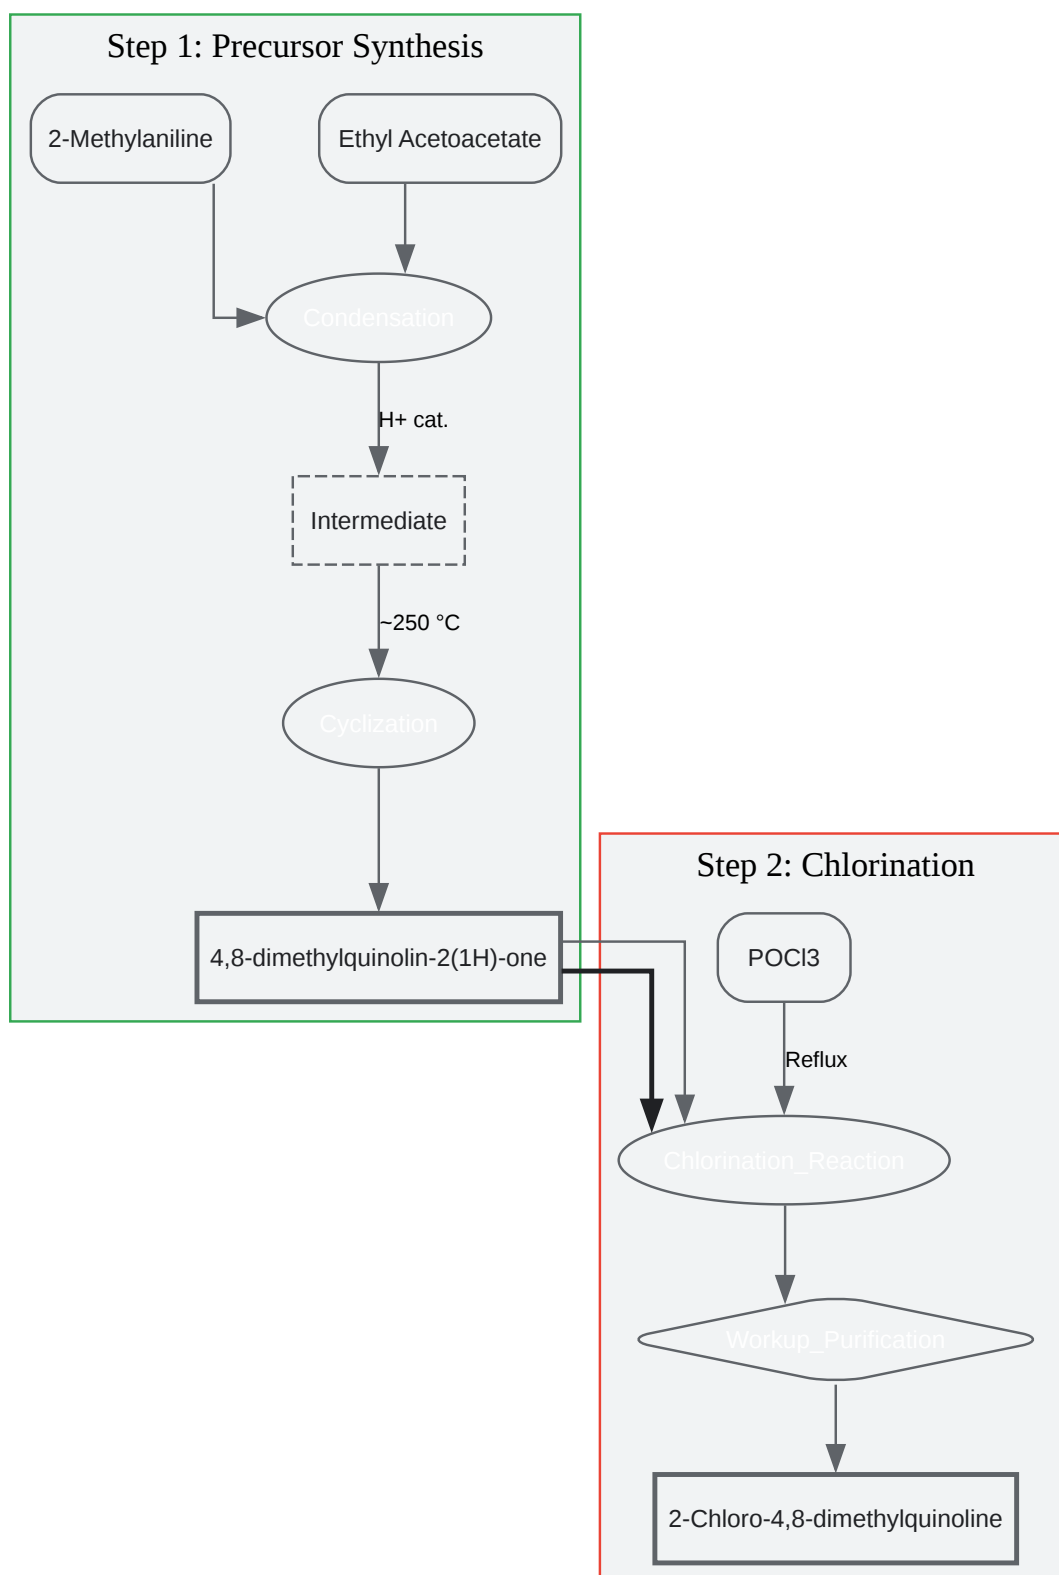 Step 1: Precursor Synthesis
2-Methylaniline
Ethyl Acetoacetate
Condensation
H+ cat.
Intermediate
~250 °C
Cyclization
4,8-dimethylquinolin-2(1H)-one
Step 2: Chlorination
POCl3
Reflux
Chlorination_Reaction
Workup_Purification
2-Chloro-4,8-dimethylquinoline